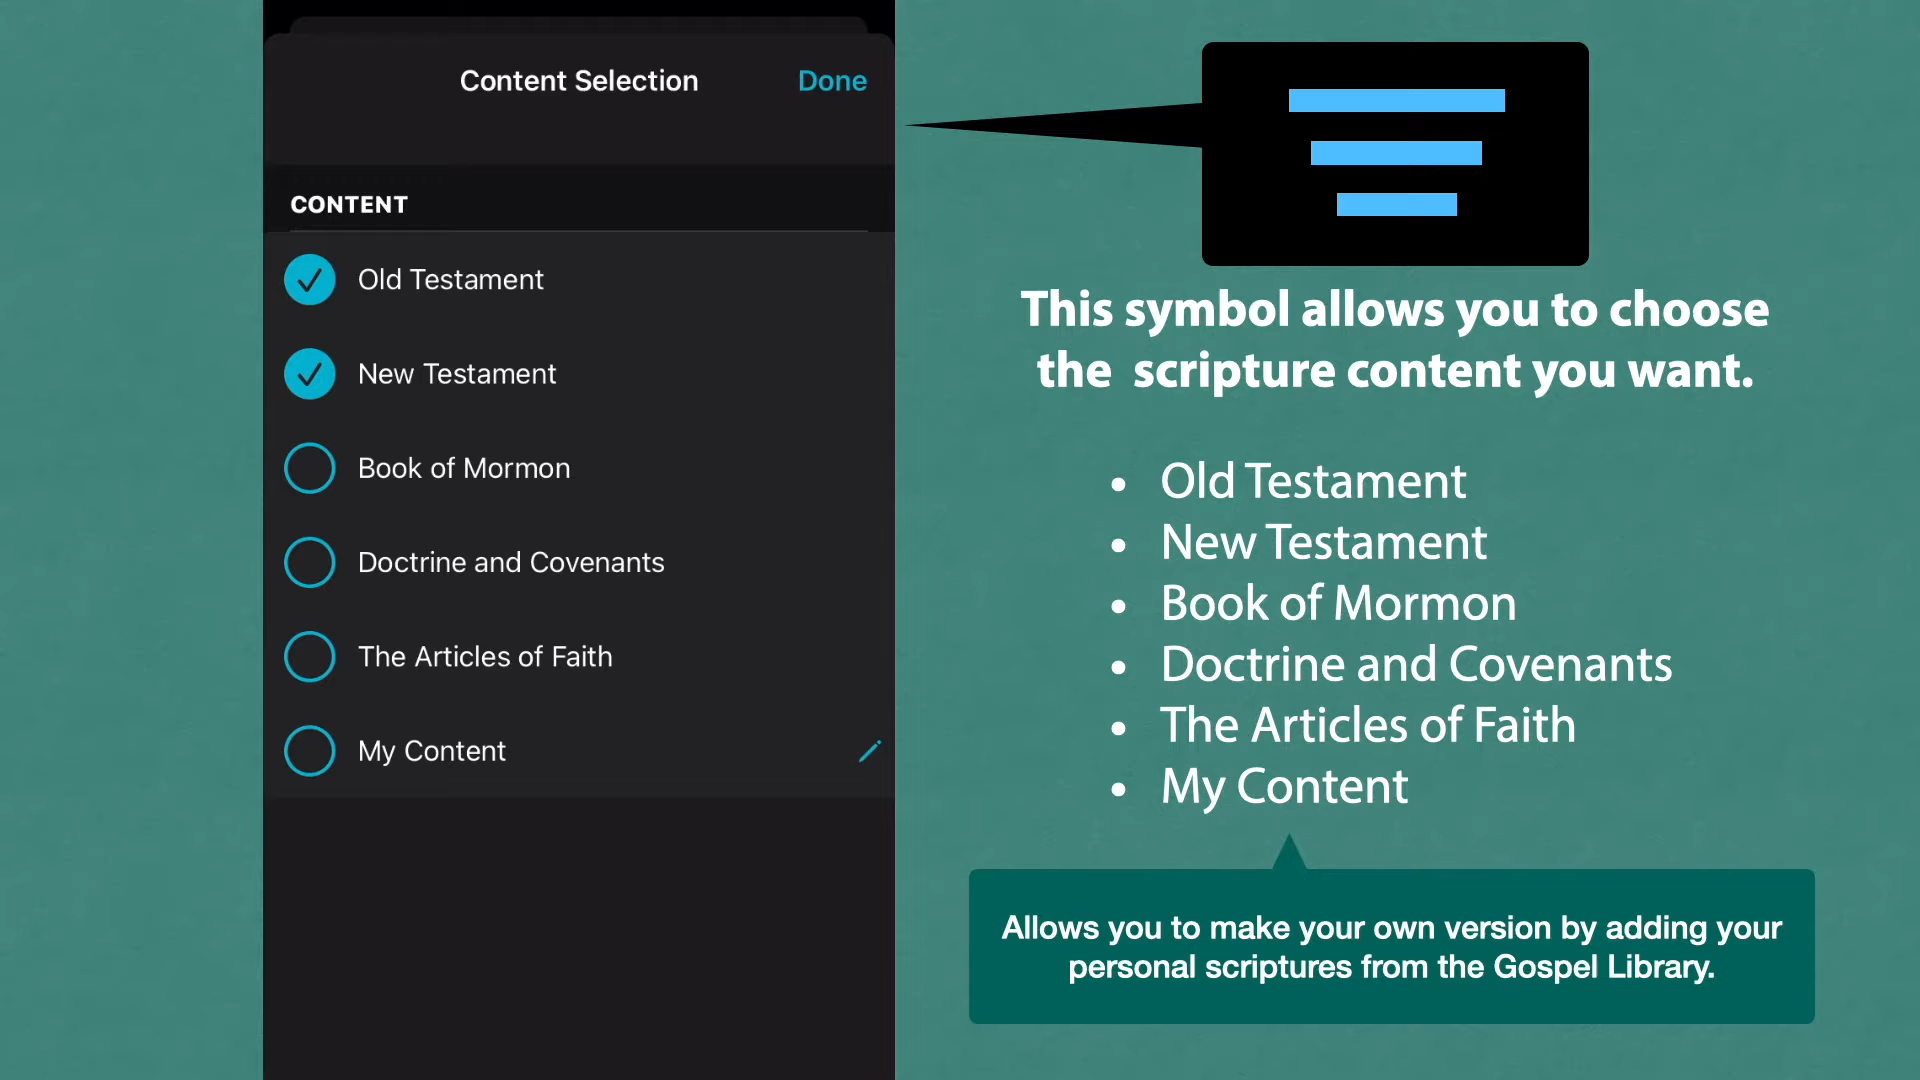 Content Selection
Done
CONTENT
Old Testament
New Testament
Book of Mormon
Doctrine and Covenants
The Articles of Faith
My Content
This symbol allows you to choose
the scripture content you want.
• Old Testament
• New Testament
• Book of Mormon
• Doctrine and Covenants
• The Articles of Faith
• My Content
Allows you to make your own version by adding your
personal scriptures from the Gospel Library.